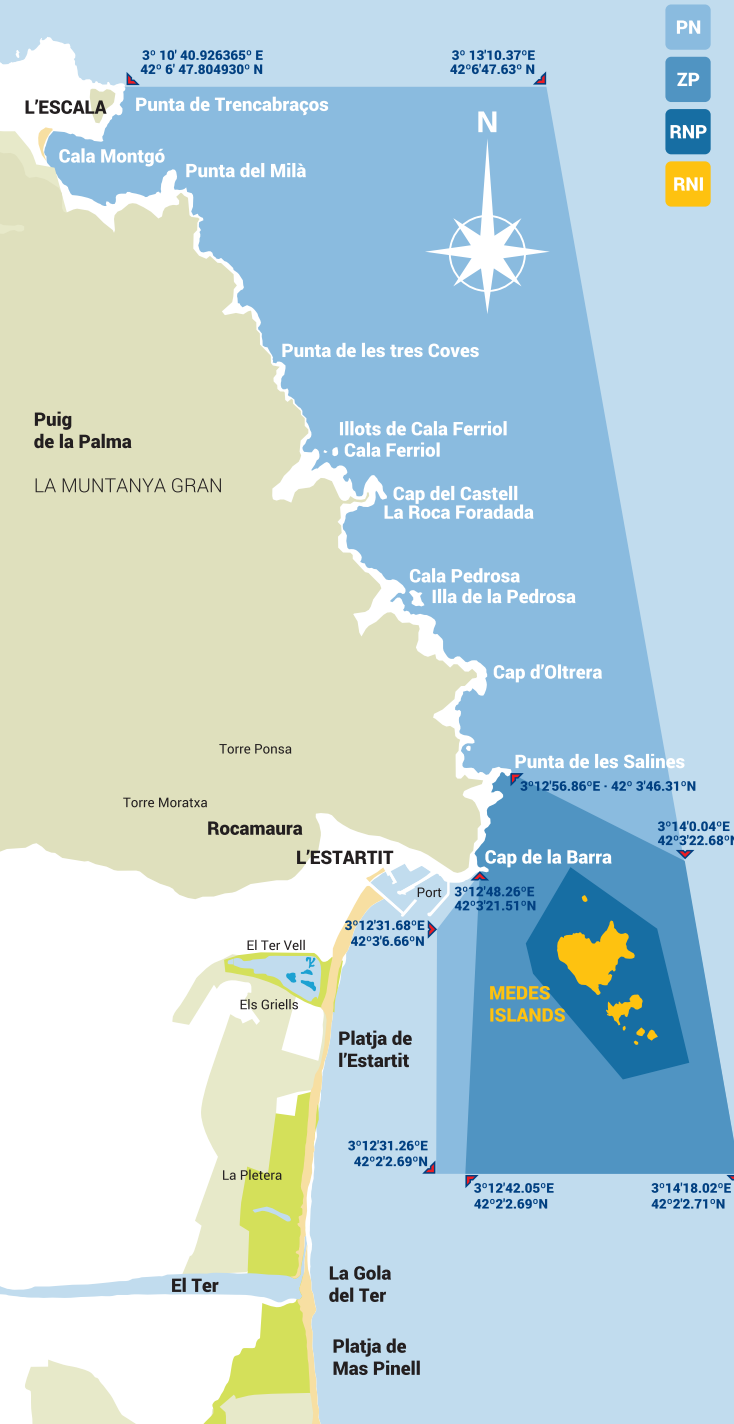 PN
ZP
RNP
RNI
3º 10' 40.926365º E
42º 6' 47.804930º N
3º 13'10.37ºE
42º6'47.63ºN
L'ESCALA
Punta de Trencabraços
N
Cala Montgó
Punta del Milà
Punta de les tres Coves
Puig
de la Palma
Illots de Cala Ferriol
Cala Ferriol
LA MUNTANYA GRAN
Cap del Castell
La Roca Foradada
Cala Pedrosa
Illa de la Pedrosa
Cap d'Oltrera
Torre Ponsa
Punta de les Salines
3º12'56.86ºE · 42º 3'46.31ºN
Torre Moratxa
Rocamaura
3º14'0.04ºE
42º3'22.68ºN
L'ESTARTIT
Cap de la Barra
Port
3º12'48.26ºE
42º3'21.51ºN
3º12'31.68ºE
42º3'6.66ºN
El Ter Vell
Els Griells
MEDES
ISLANDS
Platja de
l'Estartit
3º12'31.26ºE
42º2'2.69ºN
La Pletera
3º12'42.05ºE
42º2'2.69ºN
3º14'18.02ºE
42º2'2.71ºN
El Ter
La Gola
del Ter
Platja de
Mas Pinell